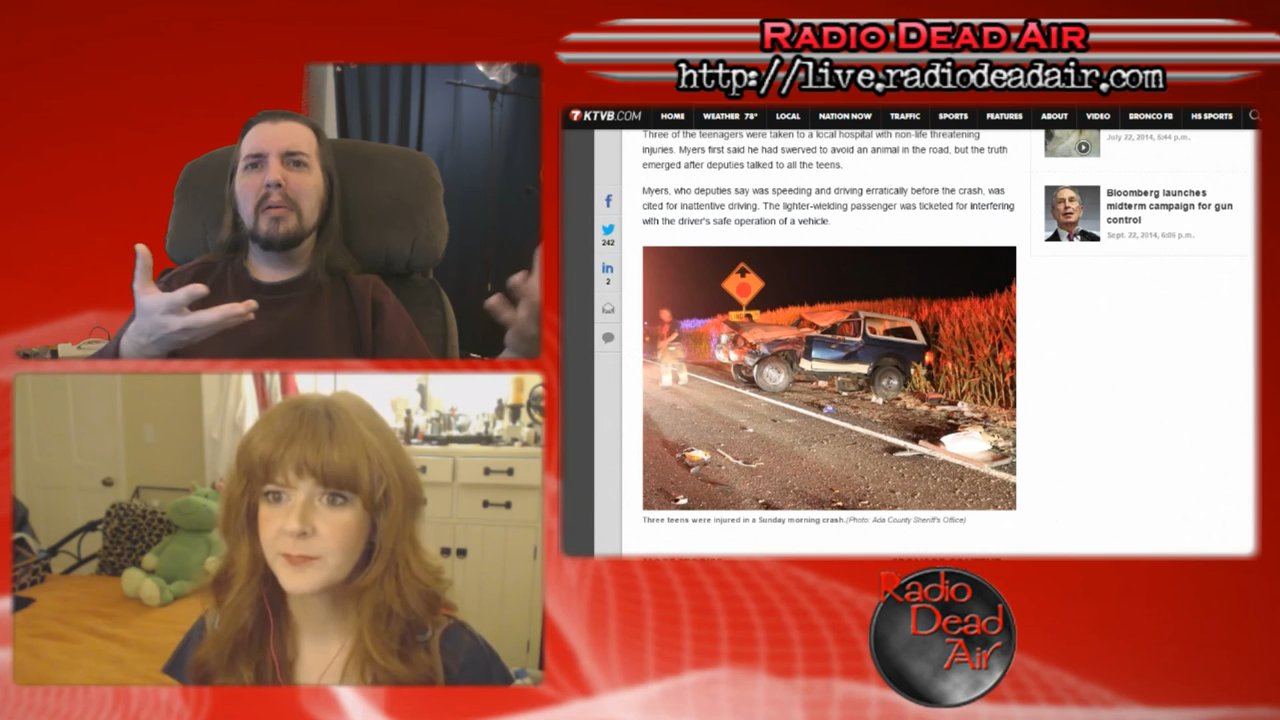 RADIO DEAD AIR
http://live.radiodeadair.com
7 KTVB.COM HOME WEATHER 78° LOCAL NATION NOW TRAFFIC SPORTS FEATURES ABOUT VIDEO BRONCO FB HS SPORTS
Three of the teenagers were taken to a local hospital with non-life threatening
injuries. Myers first said he had swerved to avoid an animal in the road, but the truth
emerged after deputies talked to all the teens.
Myers, who deputies say was speeding and driving erratically before the crash, was
cited for inattentive driving. The lighter-wielding passenger was ticketed for interfering
with the driver's safe operation of a vehicle.
242
2
Three teens were injured in a Sunday morning crash.(Photo: Ada County Sheriff's Office)
July 22, 2014, 5:44 p.m.
Bloomberg launches
midterm campaign for gun
control
Sept. 22, 2014, 6:06 p.m.
Radio
Dead
Air